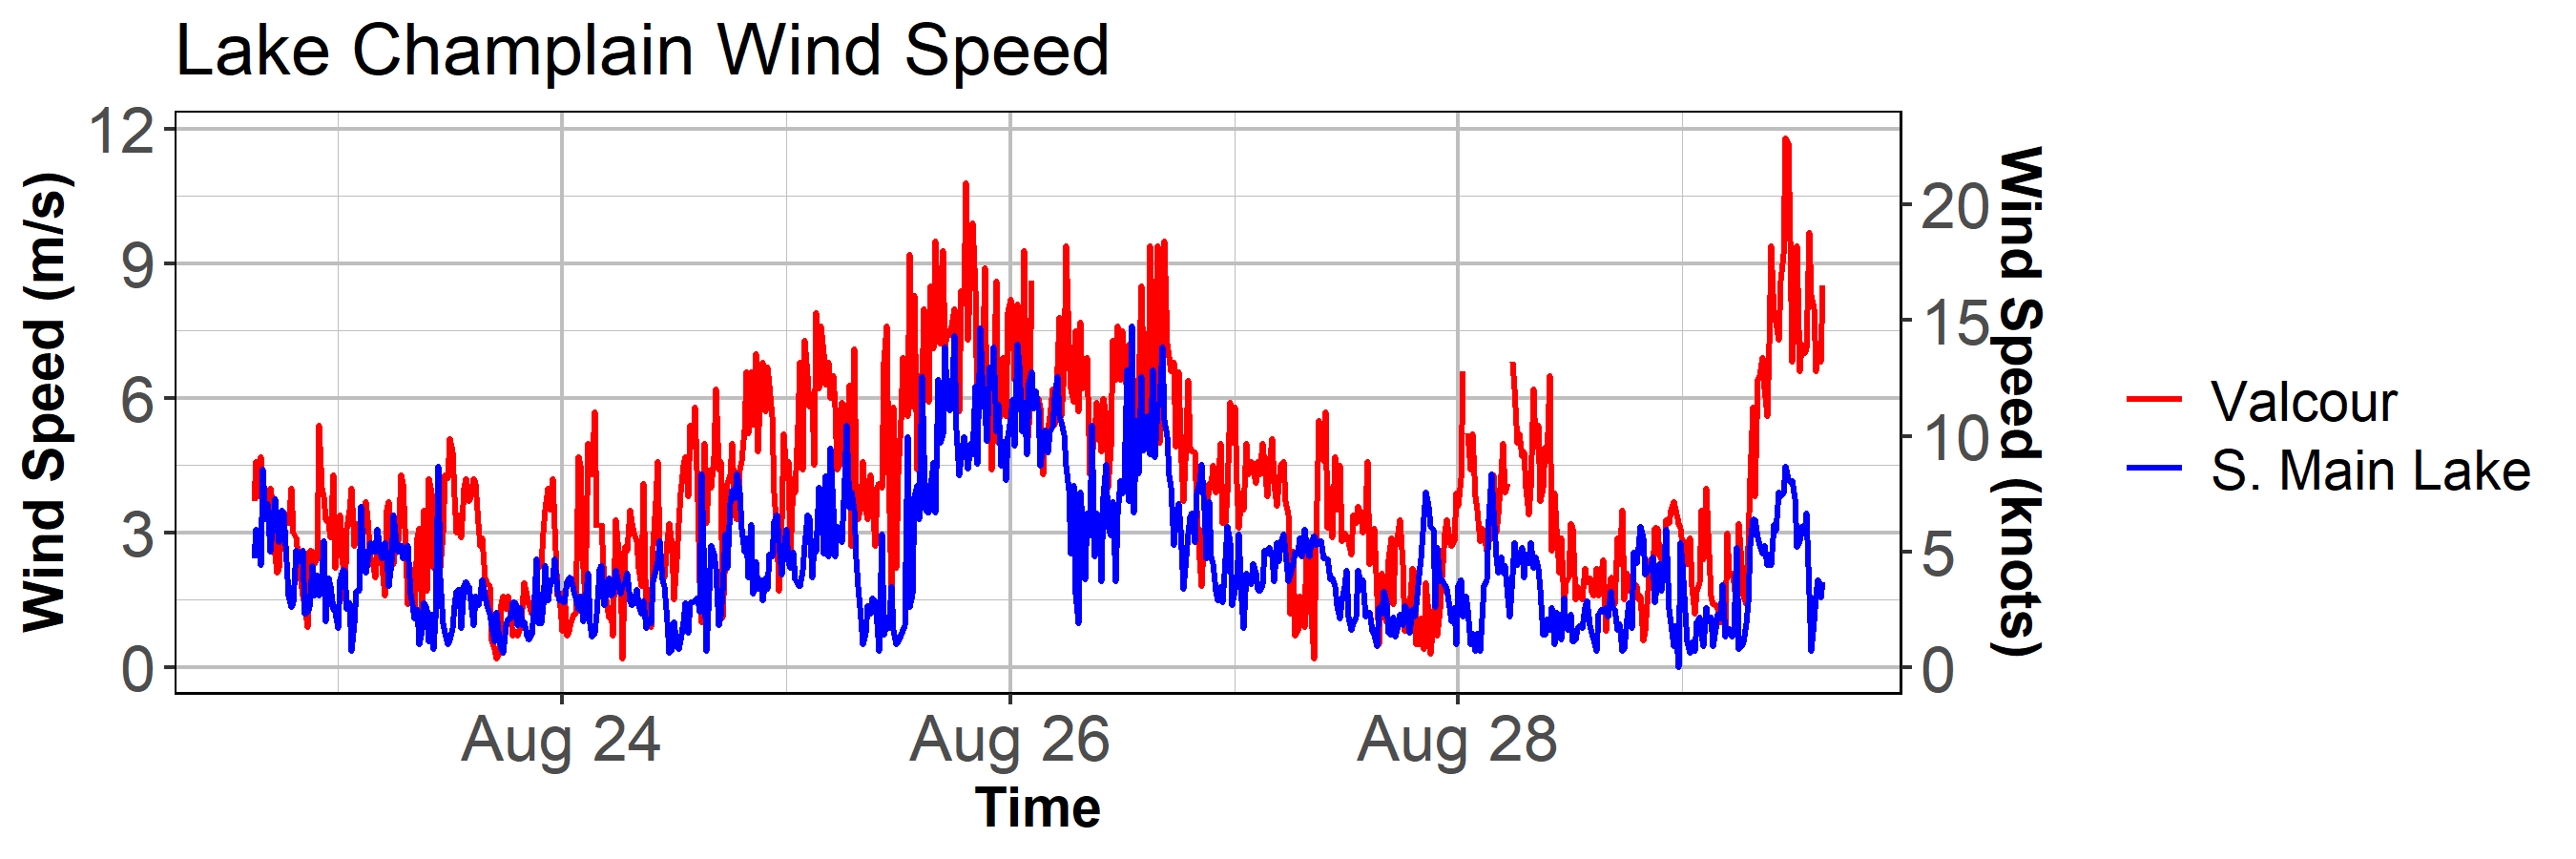 Lake Champlain Wind Speed
Wind Speed (m/s)
12
9
6
3
0
20
15
10
5
0
Wind Speed (knots)
Aug 24
Aug 26
Aug 28
Time
Valcour
S. Main Lake